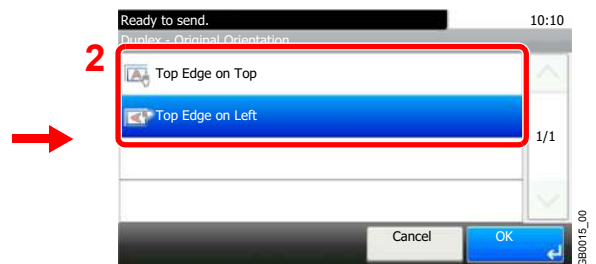 Ready to send. 10:10
Duplex - Original Orientation
2
Top Edge on Top
Top Edge on Left
1/1
Cancel OK
GB0015_00